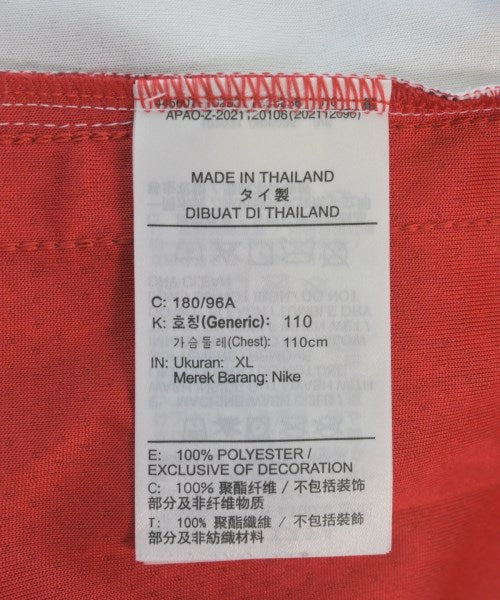 APAO-Z-2021120106(202112096)
MADE IN THAILAND
タイ製
DIBUAT DI THAILAND
C: 180/96A
K: 호칭(Generic): 110
가슴둘레(Chest): 110cm
IN: Ukuran: XL
Merek Barang: Nike
E: 100% POLYESTER/
EXCLUSIVE OF DECORATION
C: 100% 聚酯纤维 / 不包括装饰
部分及非纤维物质
T: 100% 聚酯纖維 / 不包括裝飾
部分及非紡織材料